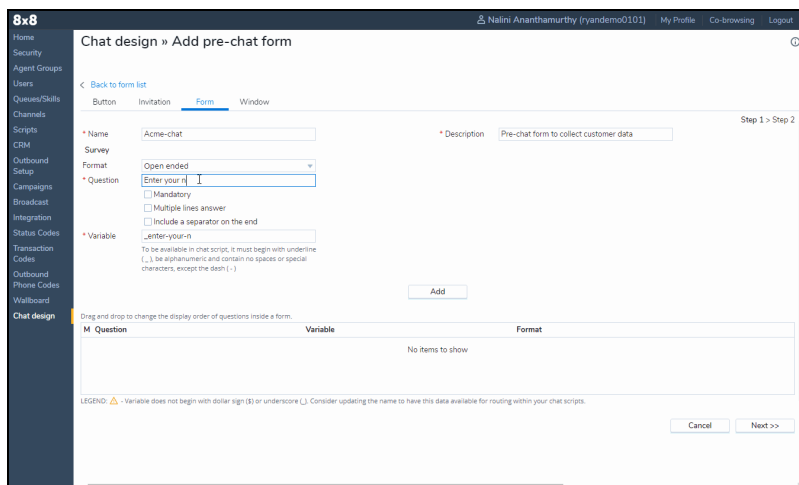 8x8
Nalini Ananthamurthy (ryandemo0101) My Profile Co-browsing Logout
Home
Security
Agent Groups
Users
Queues/Skills
Channels
Scripts
CRM
Outbound
Setup
Campaigns
Broadcast
Integration
Status Codes
Transaction
Codes
Outbound
Phone Codes
Wallboard
Chat design
Chat design » Add pre-chat form
< Back to form list
Button Invitation Form Window
Step 1 > Step 2
* Name Acme-chat * Description Pre-chat form to collect customer data
Survey
Format Open ended
* Question Enter your n
Mandatory
Multiple lines answer
Include a separator on the end
* Variable _enter-your-n
To be available in chat script, it must begin with underline
( _ ), be alphanumeric and contain no spaces or special
characters, except the dash ( - )
Add
Drag and drop to change the display order of questions inside a form.
M Question Variable Format
No items to show
LEGEND: - Variable does not begin with dollar sign ($) or underscore (_). Consider updating the name to have this data available for routing within your chat scripts.
Cancel Next >>